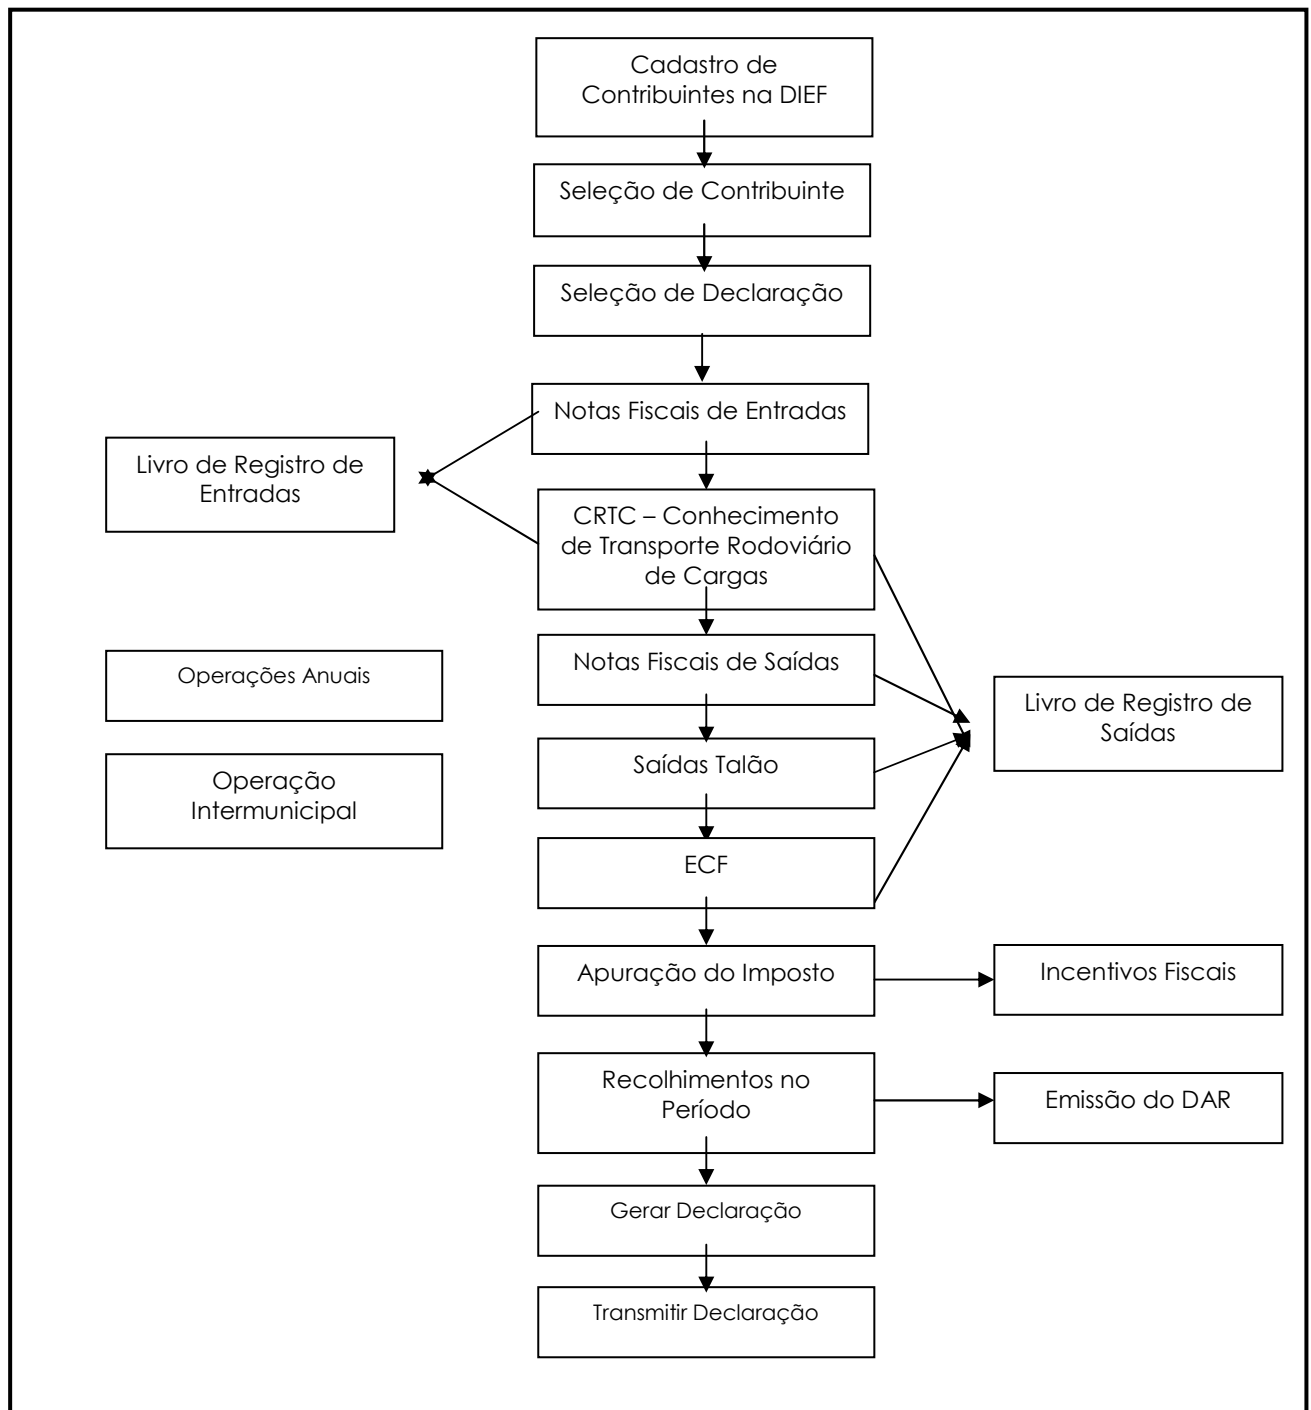 Cadastro de
Contribuintes na DIEF
Seleção de Contribuinte
Seleção de Declaração
Notas Fiscais de Entradas
Livro de Registro de
Entradas
CRTC – Conhecimento
de Transporte Rodoviário
de Cargas
Notas Fiscais de Saídas
Operações Anuais
Livro de Registro de
Saídas
Saídas Talão
Operação
Intermunicipal
ECF
Apuração do Imposto
Incentivos Fiscais
Recolhimentos no
Período
Emissão do DAR
Gerar Declaração
Transmitir Declaração